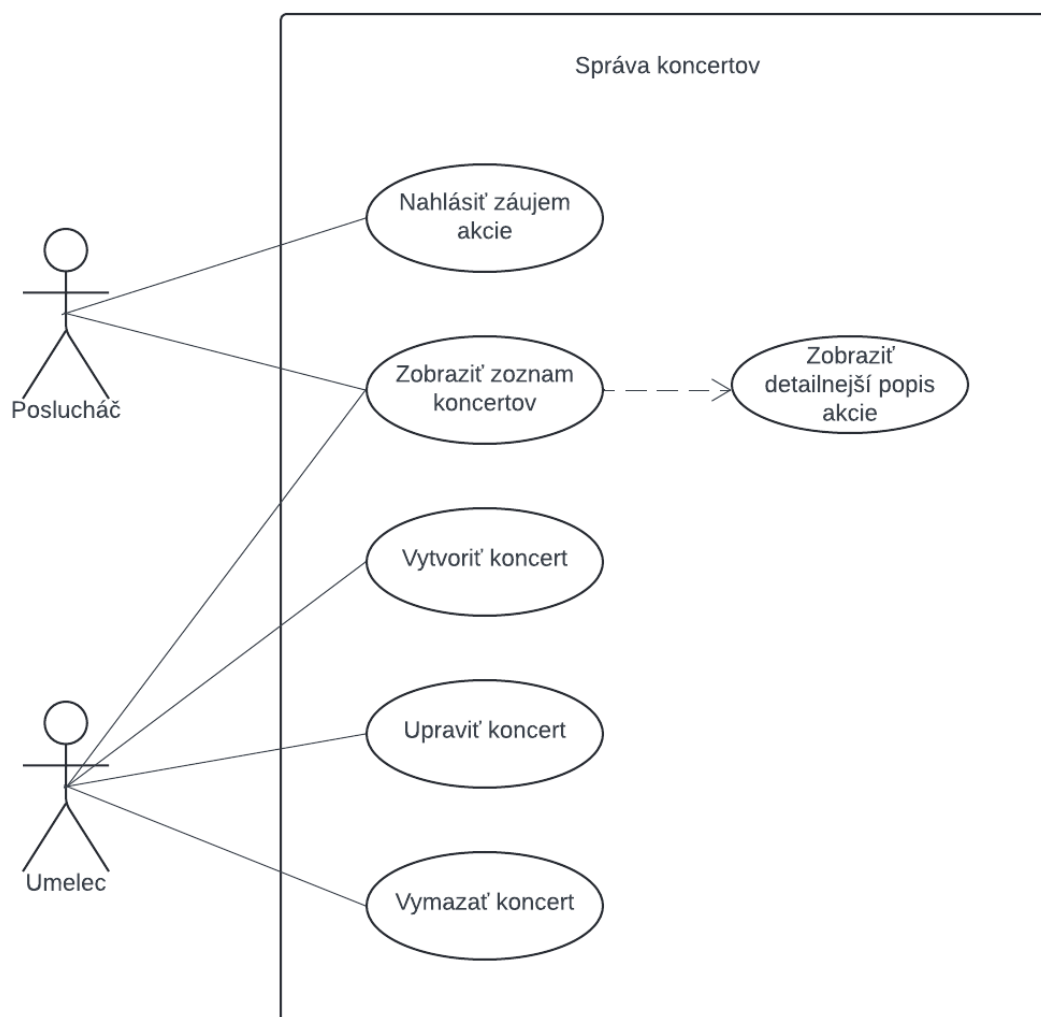 Správa koncertov
Nahlásiť záujem
akcie
Poslucháč
Zobraziť zoznam
koncertov
Zobraziť
detailnejší popis
akcie
Vytvoriť koncert
Upraviť koncert
Umelec
Vymazať koncert